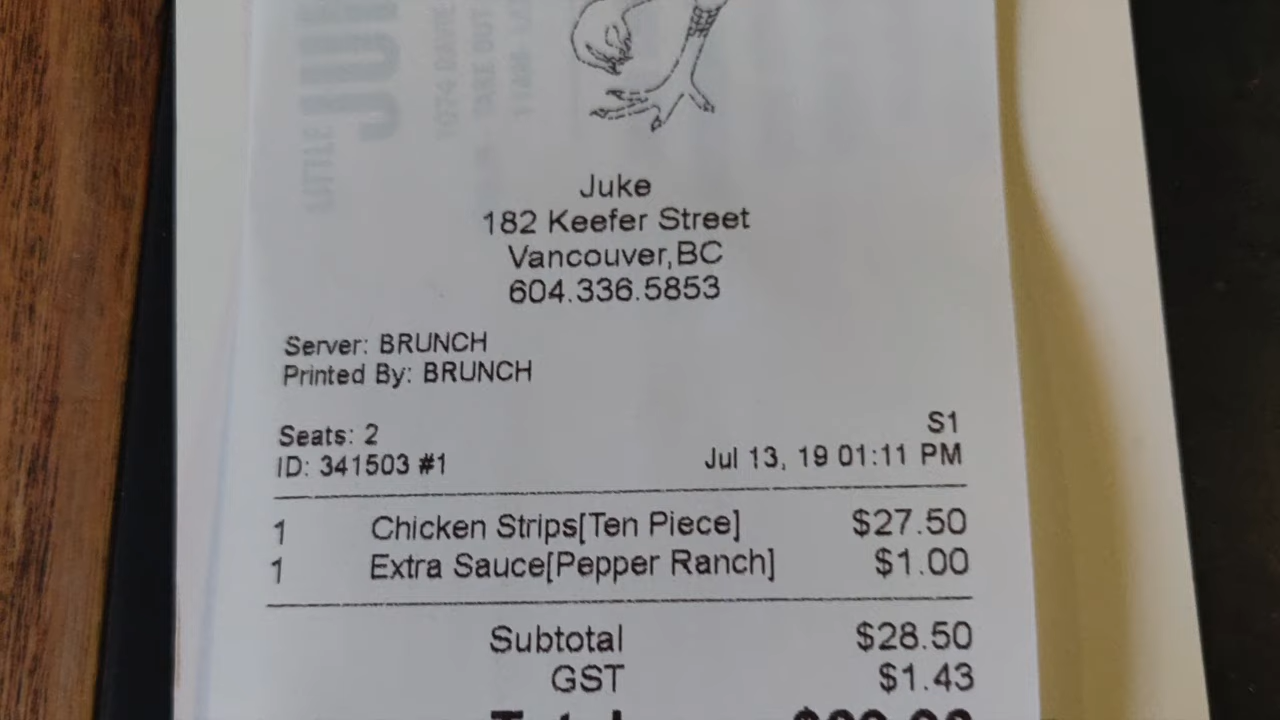 Juke
182 Keefer Street
Vancouver,BC
604.336.5853
Server: BRUNCH
Printed By: BRUNCH
Seats: 2 S1
ID: 341503 #1 Jul 13, 19 01:11 PM
1 Chicken Strips[Ten Piece] $27.50
1 Extra Sauce[Pepper Ranch] $1.00
Subtotal $28.50
GST $1.43